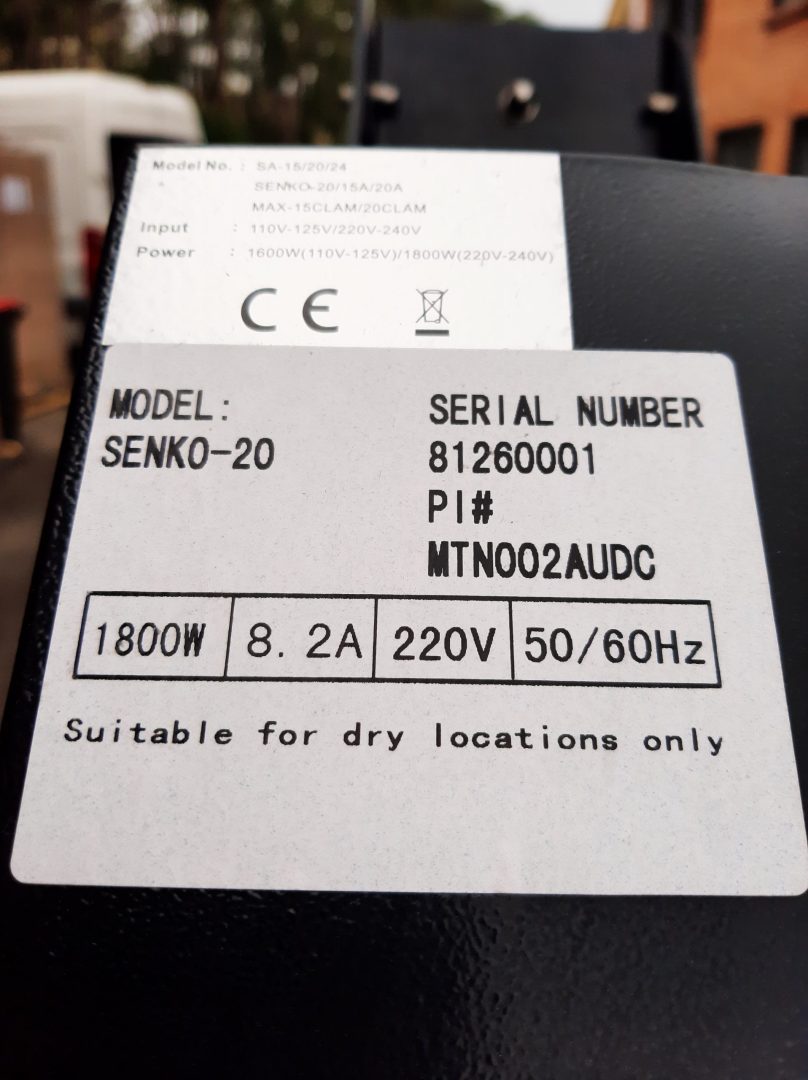 Model No. : SA-15/20/24
SENKO-20/15A/20A
MAX-15CLAM/20CLAM
Input : 110V-125V/220V-240V
Power : 1600W(110V-125V)/1800W(220V-240V)
CE
MODEL: SERIAL NUMBER
SENKO-20 81260001
PI#
MTN002AUDC
1800W 8.2A 220V 50/60Hz
Suitable for dry locations only